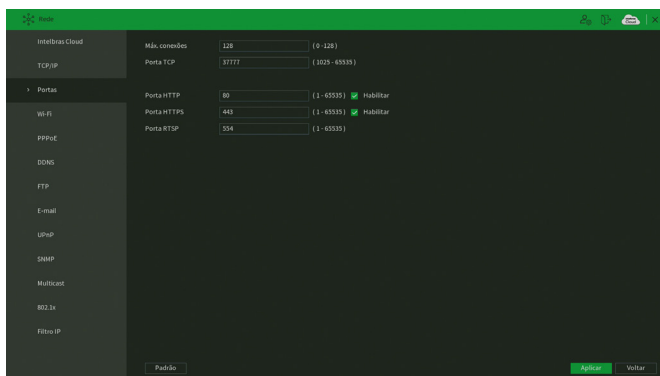 Rede
Cloud
Intelbras Cloud
TCP/IP
Portas
Wi-Fi
PPPoE
DDNS
FTP
E-mail
UPnP
SNMP
Multicast
802.1x
Filtro IP
Máx. conexões 128 ( 0 - 128 )
Porta TCP 37777 ( 1025 - 65535 )
Porta HTTP 80 ( 1 - 65535 ) Habilitar
Porta HTTPS 443 ( 1 - 65535 ) Habilitar
Porta RTSP 554 ( 1 - 65535 )
Padrão Aplicar Voltar